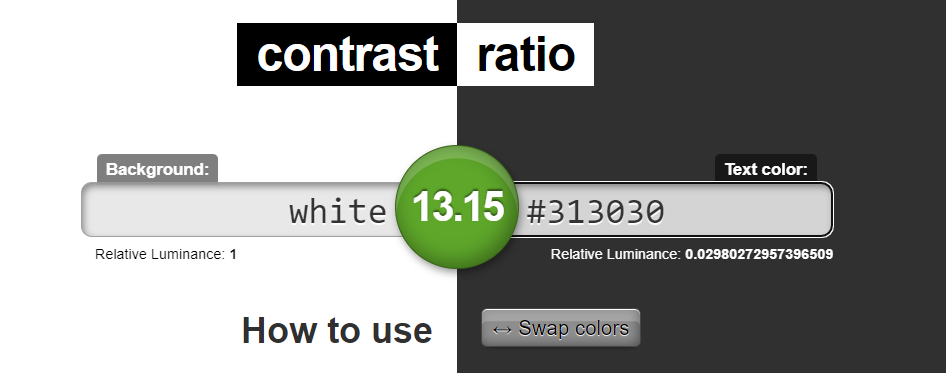 contrast ratio
Background: Text color:
white 13.15 #313030
Relative Luminance: 1 Relative Luminance: 0.02980272957396509
How to use ↔ Swap colors